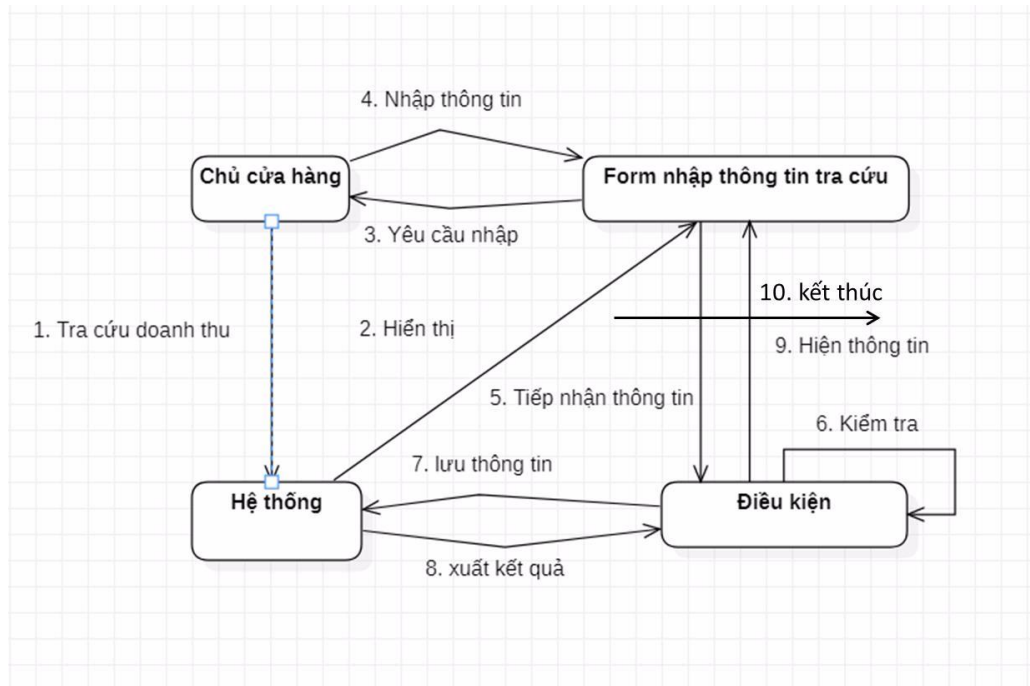 4. Nhập thông tin
Chủ cửa hàng
Form nhập thông tin tra cứu
3. Yêu cầu nhập
10. kết thúc
1. Tra cứu doanh thu
2. Hiển thị
9. Hiện thông tin
5. Tiếp nhận thông tin
6. Kiểm tra
7. lưu thông tin
Hệ thống
Điều kiện
8. xuất kết quả